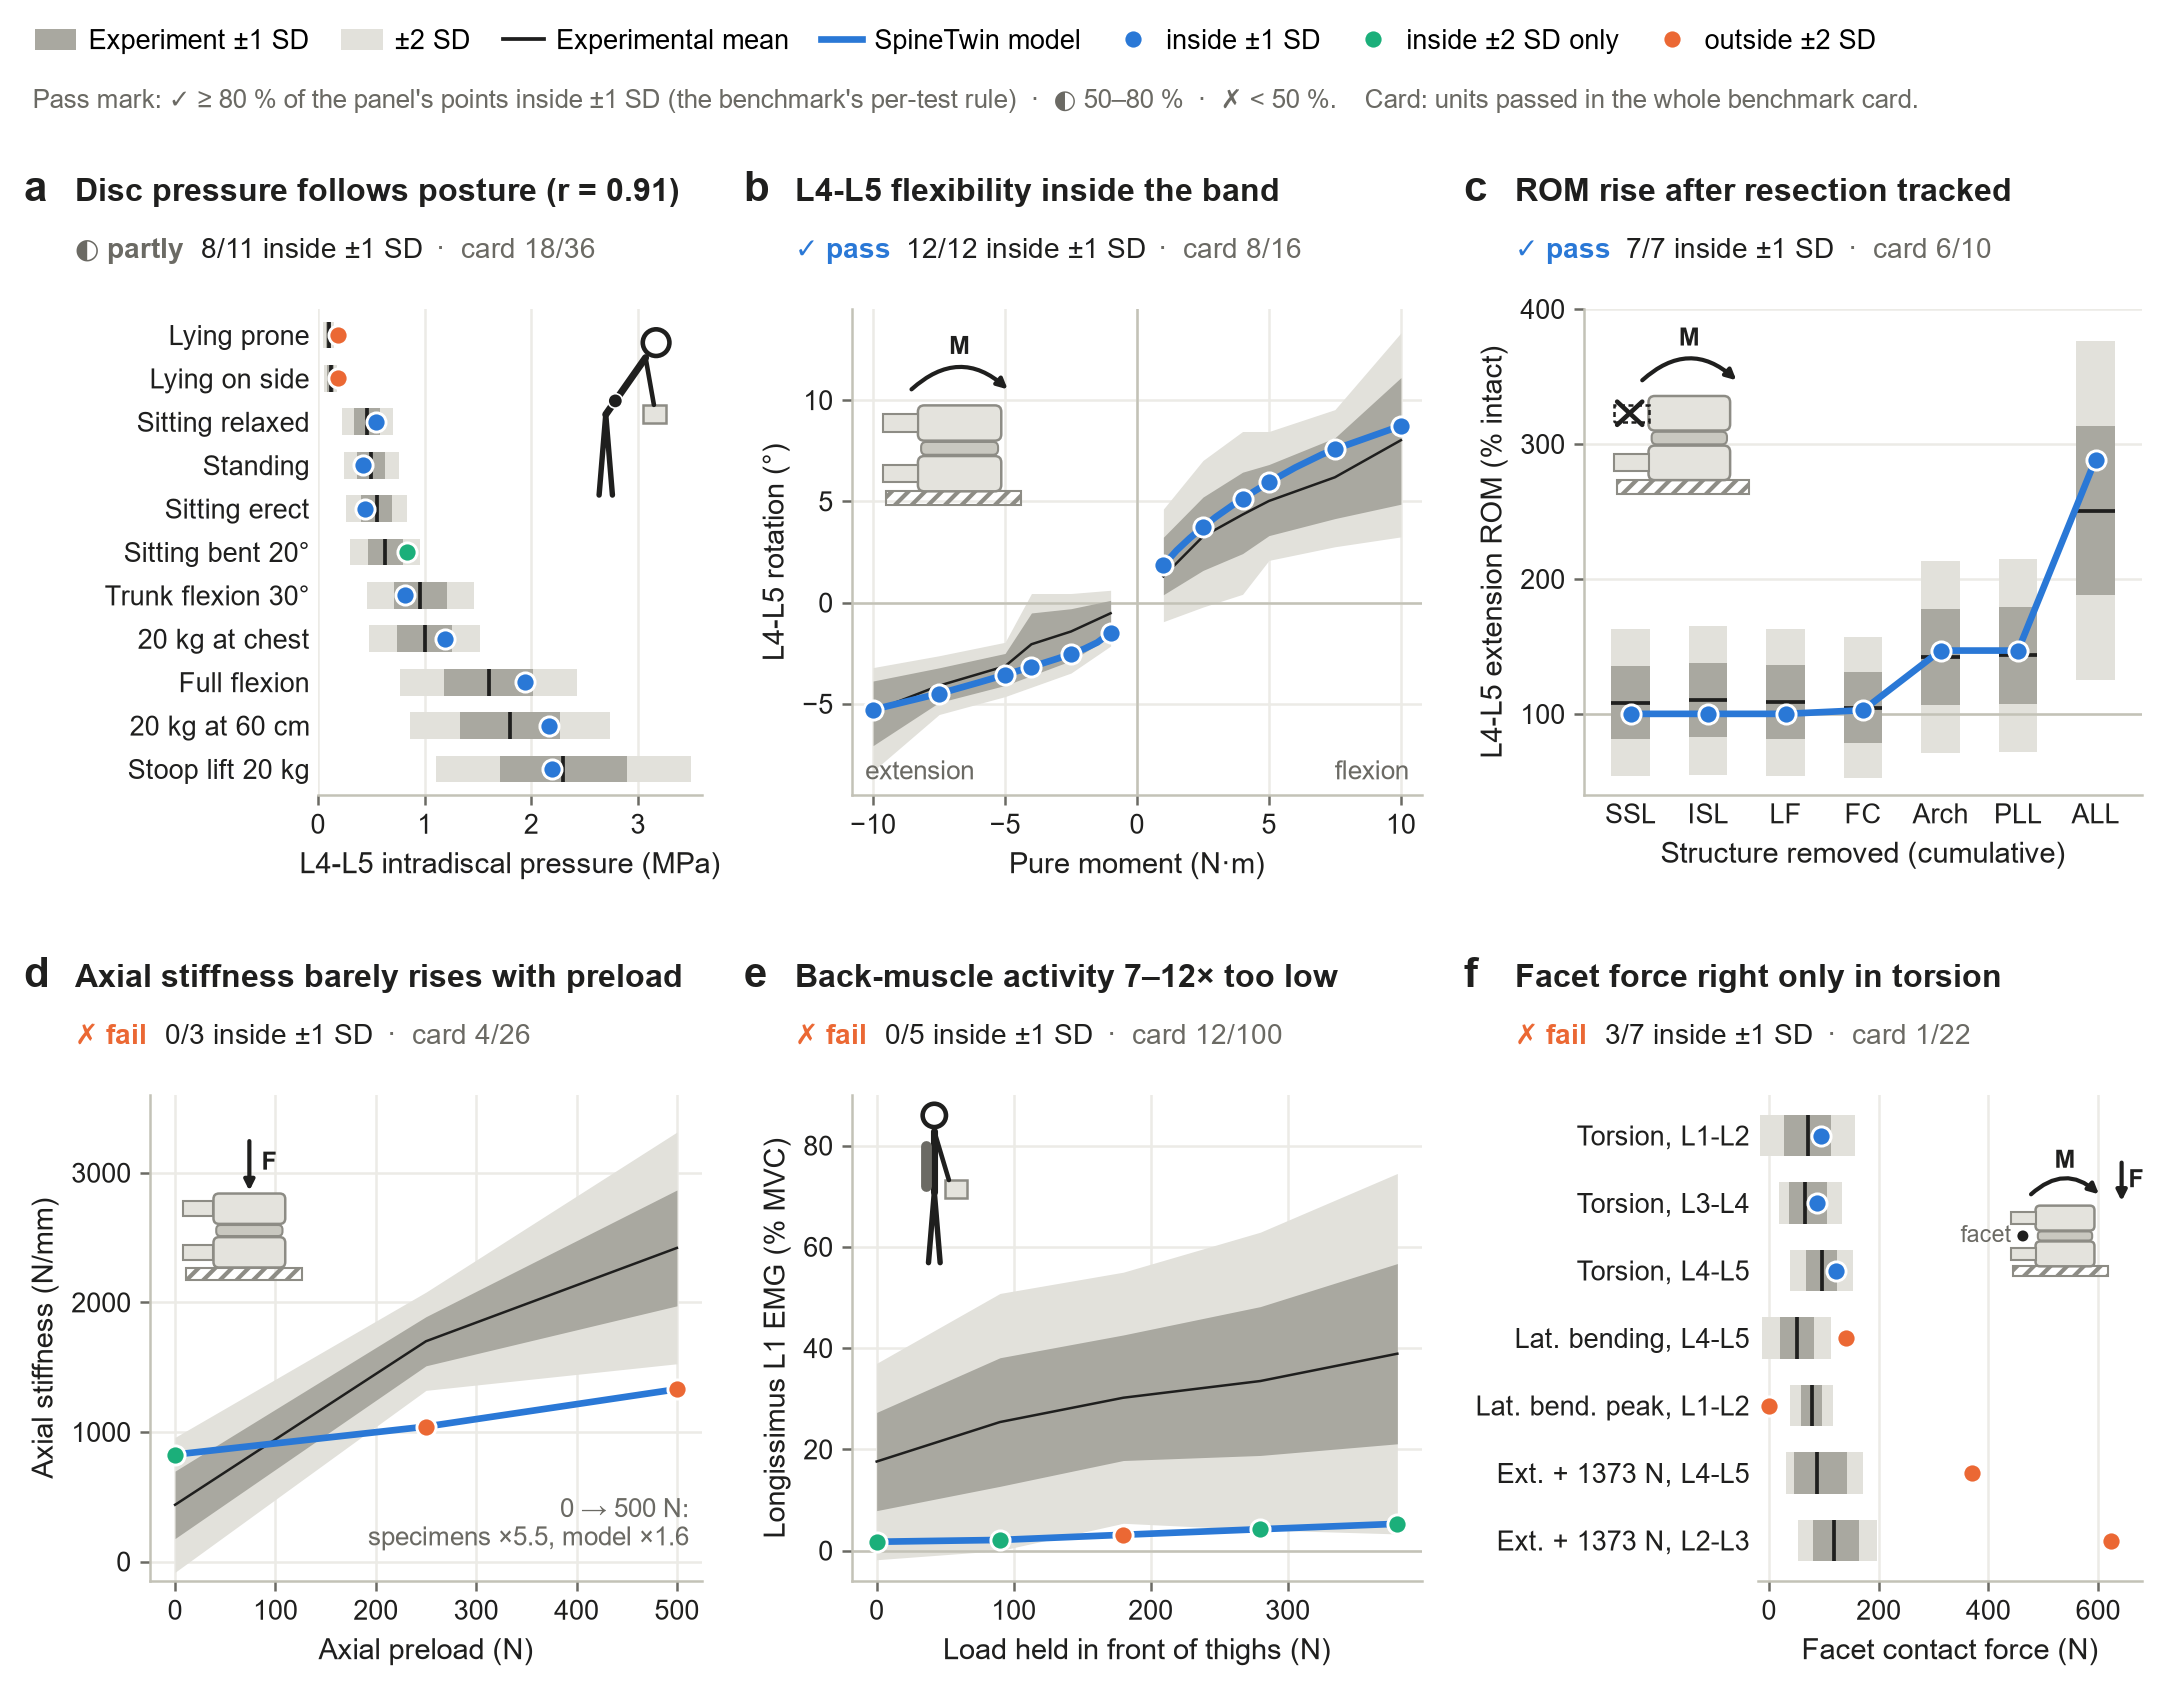 Experiment ±1 SD ±2 SD Experimental mean SpineTwin model inside ±1 SD inside ±2 SD only outside ±2 SD
Pass mark: ✓ ≥ 80 % of the panel's points inside ±1 SD (the benchmark's per-test rule) · ◐ 50–80 % · ✗ < 50 %. Card: units passed in the whole benchmark card.
a Disc pressure follows posture (r = 0.91)
◐ partly 8/11 inside ±1 SD · card 18/36
Lying prone
Lying on side
Sitting relaxed
Standing
Sitting erect
Sitting bent 20°
Trunk flexion 30°
20 kg at chest
Full flexion
20 kg at 60 cm
Stoop lift 20 kg
0 1 2 3
L4-L5 intradiscal pressure (MPa)
b L4-L5 flexibility inside the band
✓ pass 12/12 inside ±1 SD · card 8/16
M
L4-L5 rotation (°)
10
5
0
−5
extension flexion
−10 −5 0 5 10
Pure moment (N·m)
c ROM rise after resection tracked
✓ pass 7/7 inside ±1 SD · card 6/10
M
L4-L5 extension ROM (% intact)
400
300
200
100
SSL ISL LF FC Arch PLL ALL
Structure removed (cumulative)
d Axial stiffness barely rises with preload
✗ fail 0/3 inside ±1 SD · card 4/26
F
Axial stiffness (N/mm)
3000
2000
1000
0
0 → 500 N:
specimens ×5.5, model ×1.6
0 100 200 300 400 500
Axial preload (N)
e Back-muscle activity 7–12× too low
✗ fail 0/5 inside ±1 SD · card 12/100
Longissimus L1 EMG (% MVC)
80
60
40
20
0
0 100 200 300
Load held in front of thighs (N)
f Facet force right only in torsion
✗ fail 3/7 inside ±1 SD · card 1/22
Torsion, L1-L2
Torsion, L3-L4
Torsion, L4-L5
Lat. bending, L4-L5
Lat. bend. peak, L1-L2
Ext. + 1373 N, L4-L5
Ext. + 1373 N, L2-L3
M
F
facet
0 200 400 600
Facet contact force (N)